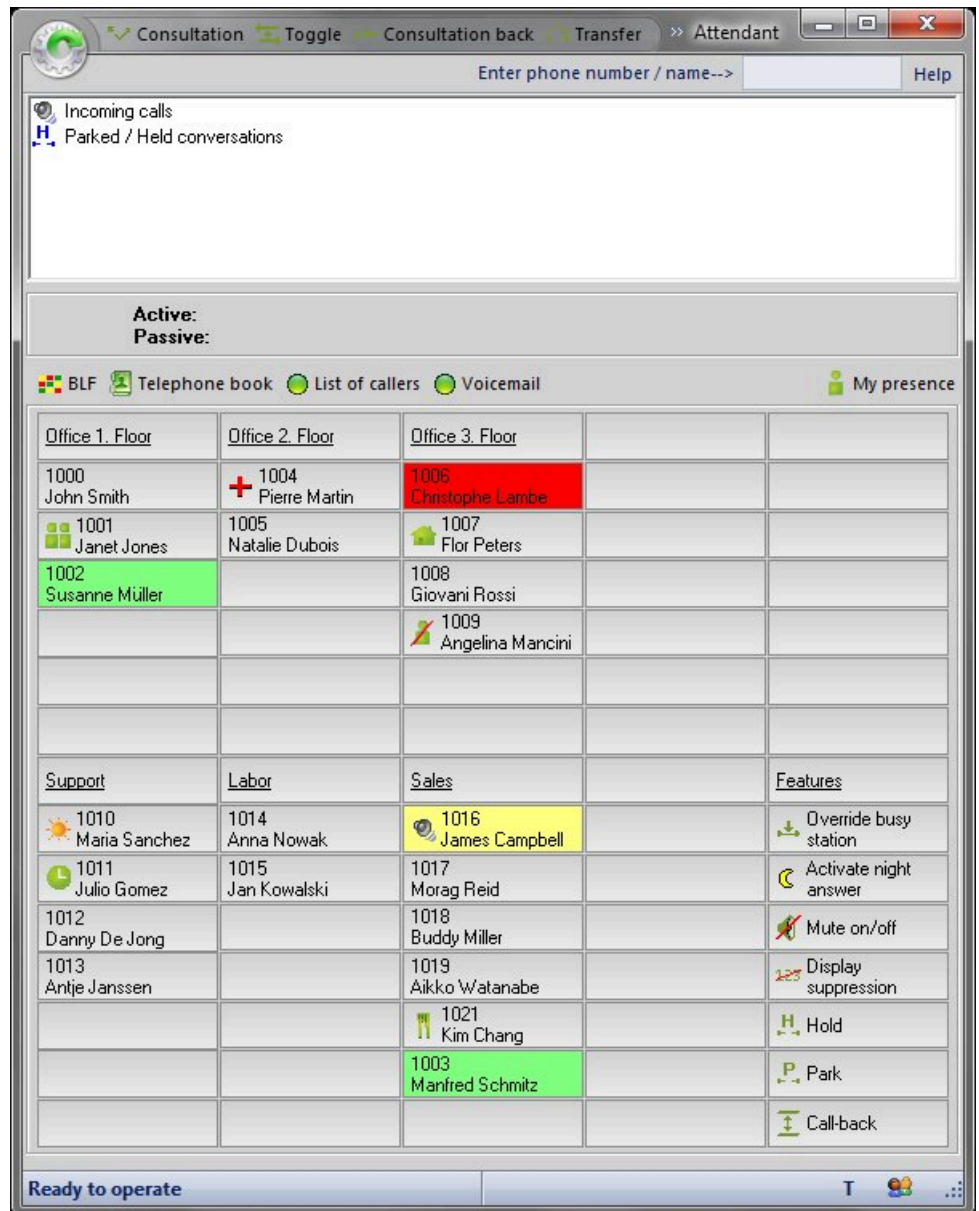 Consultation Toggle Consultation back Transfer » Attendant
Enter phone number / name--> Help
Incoming calls
H Parked / Held conversations
Active:
Passive:
BLF Telephone book List of callers Voicemail My presence
Office 1. Floor Office 2. Floor Office 3. Floor
1000 1004 1006
John Smith Pierre Martin Christophe Lambe
1001 1005 1007
Janet Jones Natalie Dubois Flor Peters
1002 1008
Susanne Müller Giovani Rossi
1009
Angelina Mancini
Support Labor Sales Features
1010 1014 1016 Override busy
Maria Sanchez Anna Nowak James Campbell station
1011 1015 1017 Activate night
Julio Gomez Jan Kowalski Morag Reid answer
1012 1018 Mute on/off
Danny De Jong Buddy Miller
1013 1019 123 Display
Antje Janssen Aikko Watanabe suppression
1021 H Hold
Kim Chang
1003 P Park
Manfred Schmitz
Call-back
Ready to operate T